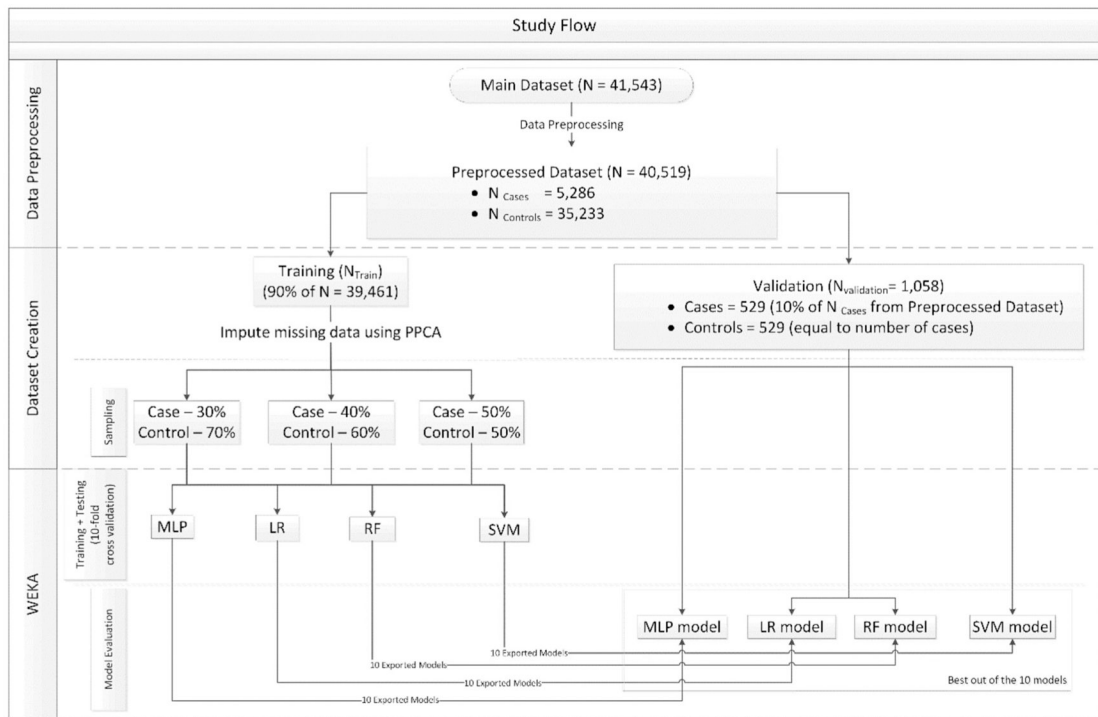 Study Flow
Data Preprocessing
Main Dataset (N = 41,543)
Data Preprocessing
Preprocessed Dataset (N = 40,519)
• N Cases = 5,286
• N Controls = 35,233
Dataset Creation
Training (NTrain)
(90% of N = 39,461)
Impute missing data using PPCA
Validation (Nvalidation= 1,058)
• Cases = 529 (10% of N Cases from Preprocessed Dataset)
• Controls = 529 (equal to number of cases)
Sampling
Case – 30%
Control – 70%
Case – 40%
Control – 60%
Case – 50%
Control – 50%
WEKA
Training + Testing
(10-fold
cross validation)
MLP
LR
RF
SVM
Model Evaluation
MLP model
LR model
RF model
SVM model
10 Exported Models
10 Exported Models
10 Exported Models
10 Exported Models
Best out of the 10 models